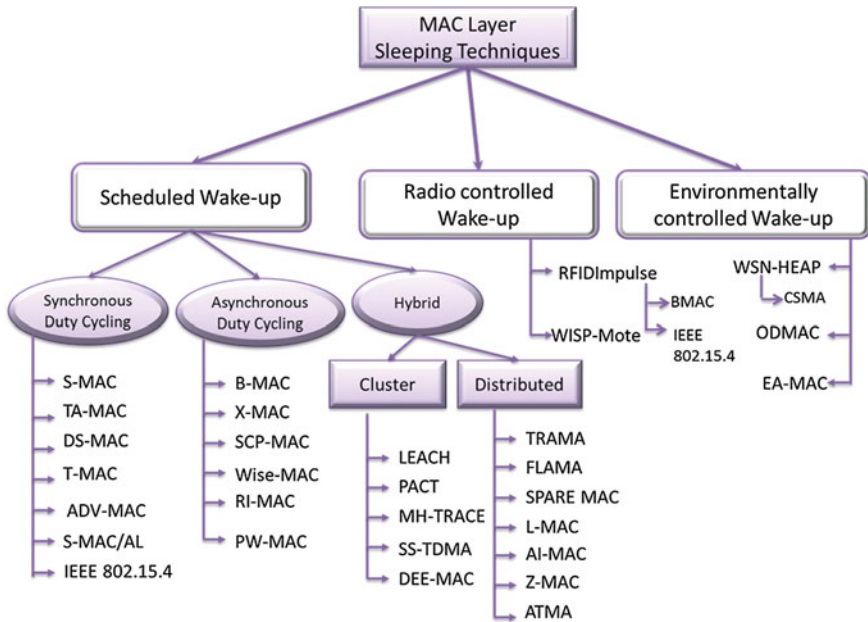 MAC Layer
Sleeping Techniques
Scheduled Wake-up
Radio controlled
Wake-up
Environmentally
controlled Wake-up
Synchronous
Duty Cycling
Asynchronous
Duty Cycling
Hybrid
S-MAC
TA-MAC
DS-MAC
T-MAC
ADV-MAC
S-MAC/AL
IEEE 802.15.4
B-MAC
X-MAC
SCP-MAC
Wise-MAC
RI-MAC
PW-MAC
Cluster
LEACH
PACT
MH-TRACE
SS-TDMA
DEE-MAC
Distributed
TRAMA
FLAMA
SPARE MAC
L-MAC
AI-MAC
Z-MAC
ATMA
RFIDImpulse
BMAC
IEEE
802.15.4
WISP-Mote
WSN-HEAP
CSMA
ODMAC
EA-MAC